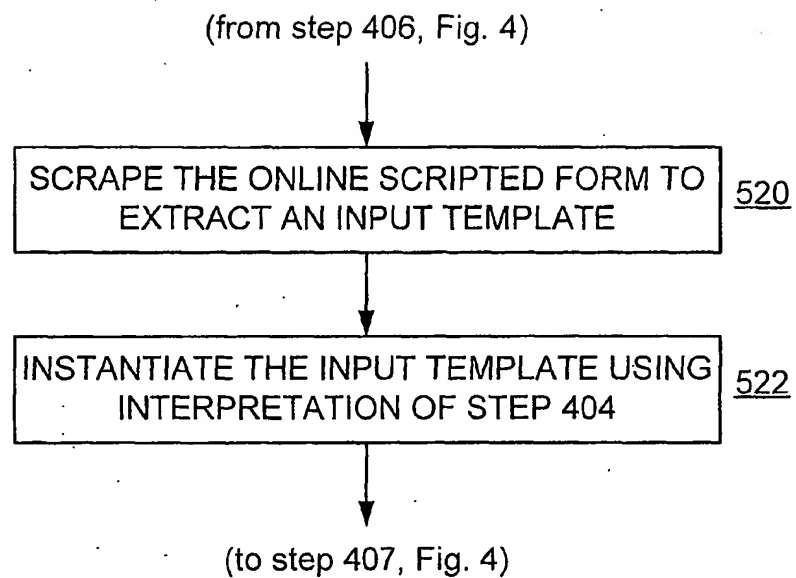 (from step 406, Fig. 4)
SCRAPE THE ONLINE SCRIPTED FORM TO
EXTRACT AN INPUT TEMPLATE
520
INSTANTIATE THE INPUT TEMPLATE USING
INTERPRETATION OF STEP 404
522
(to step 407, Fig. 4)